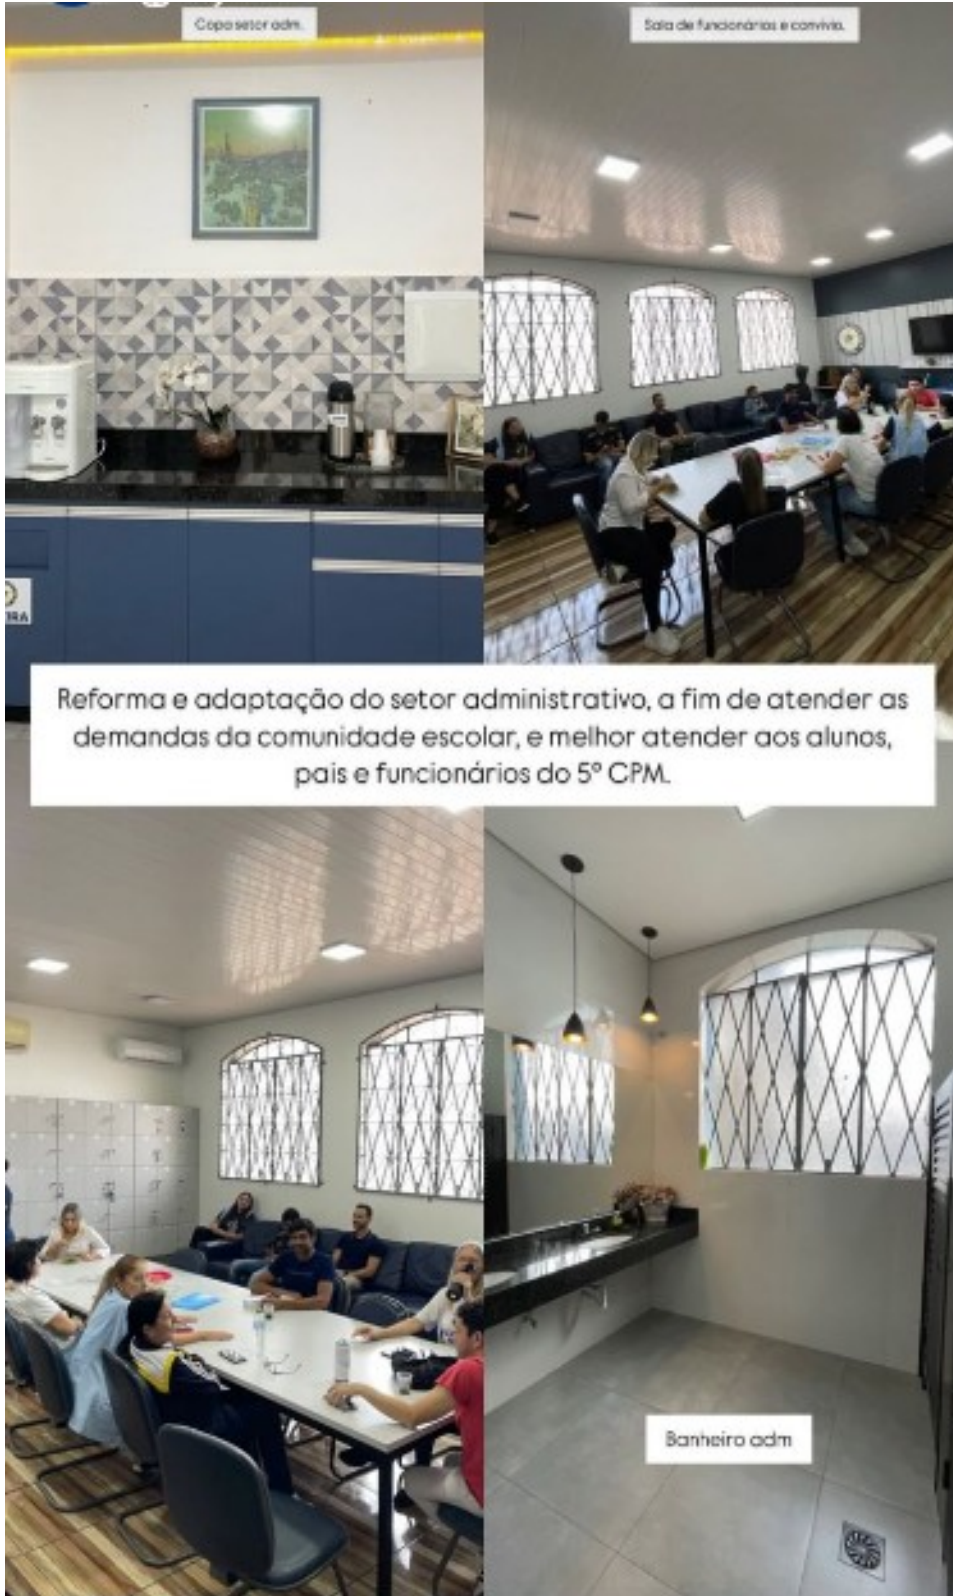 Copa setor adm.
Sala de funcionários e convívio.
Reforma e adaptação do setor administrativo, a fim de atender as
demandas da comunidade escolar, e melhor atender aos alunos,
pais e funcionários do 5º CPM.
Banheiro adm